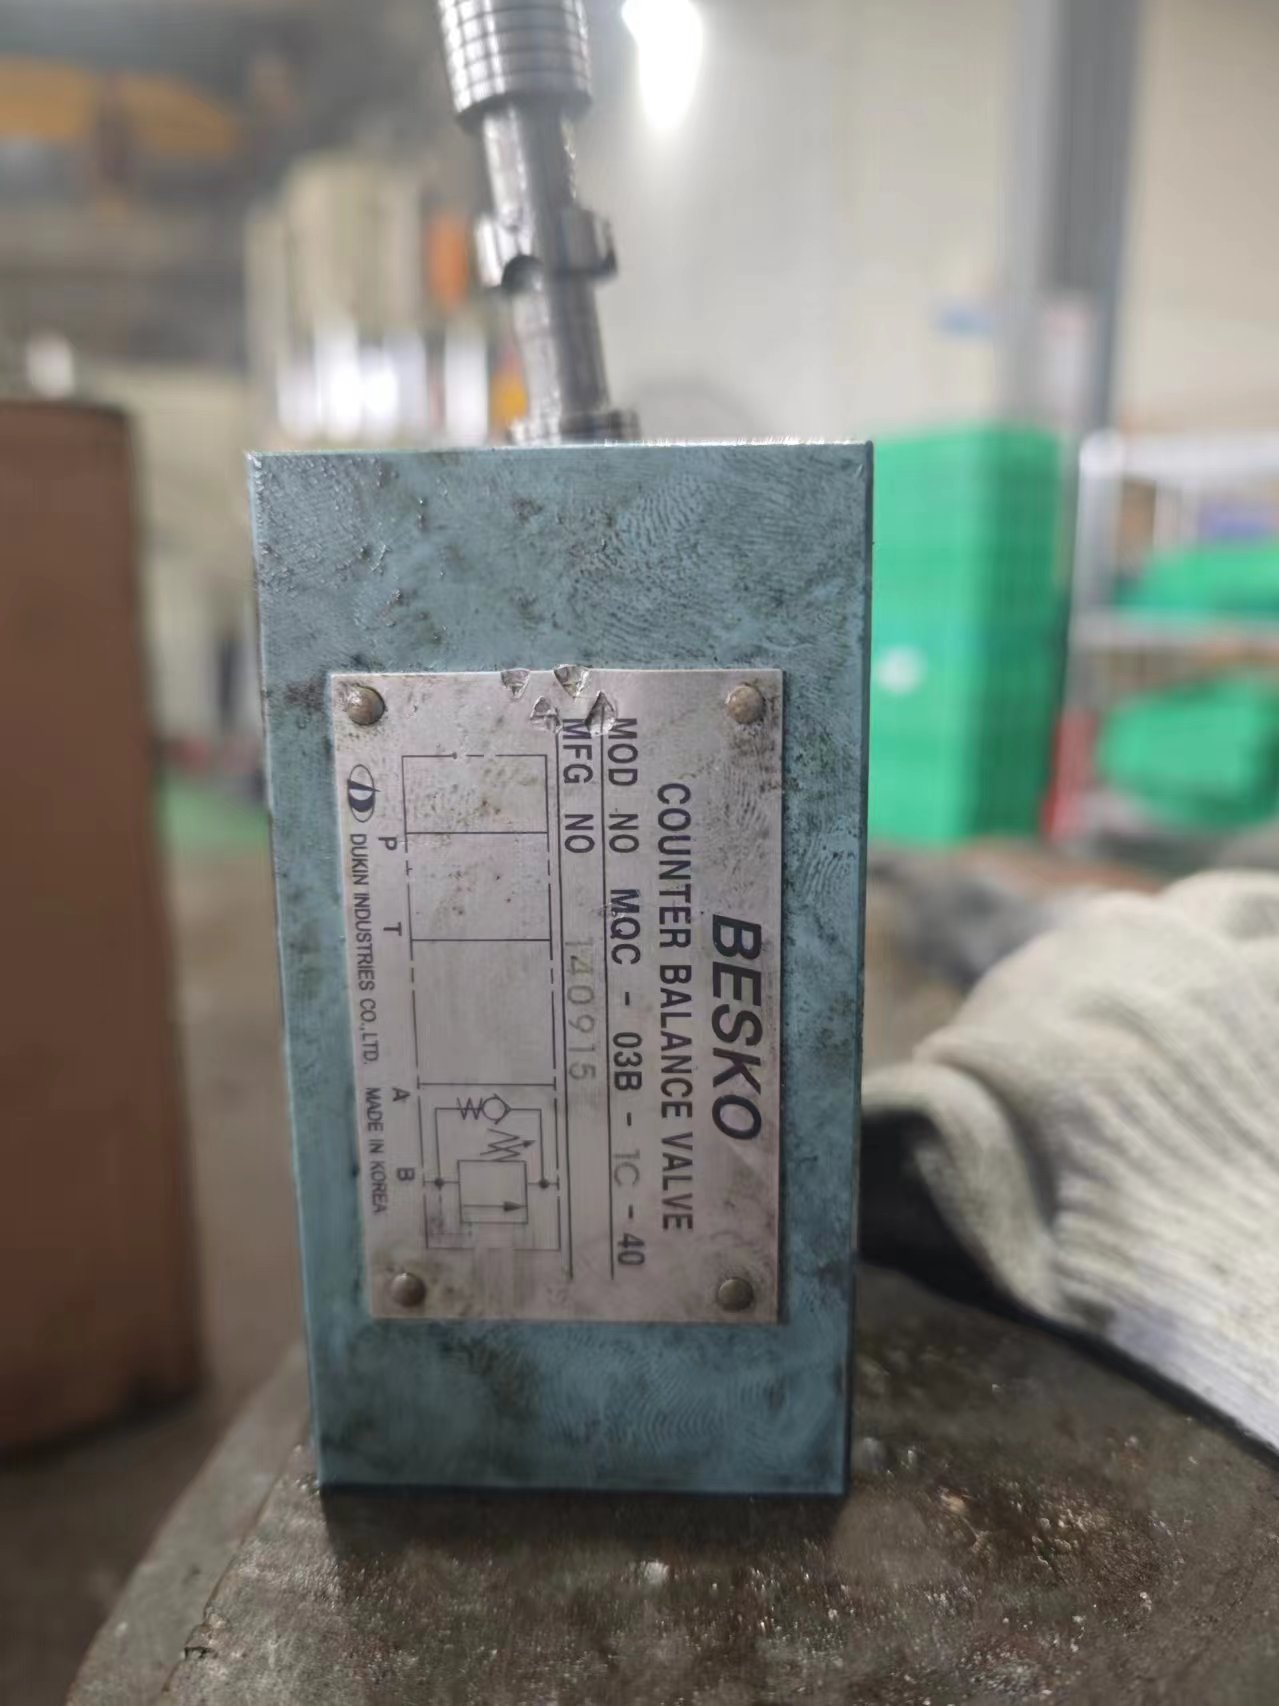 BESKO
COUNTER BALANCE VALVE
MOD NO MQC - 03B - 1C - 40
MFG NO 140915
P T A B
DUKIN INDUSTRIES CO.,LTD. MADE IN KOREA